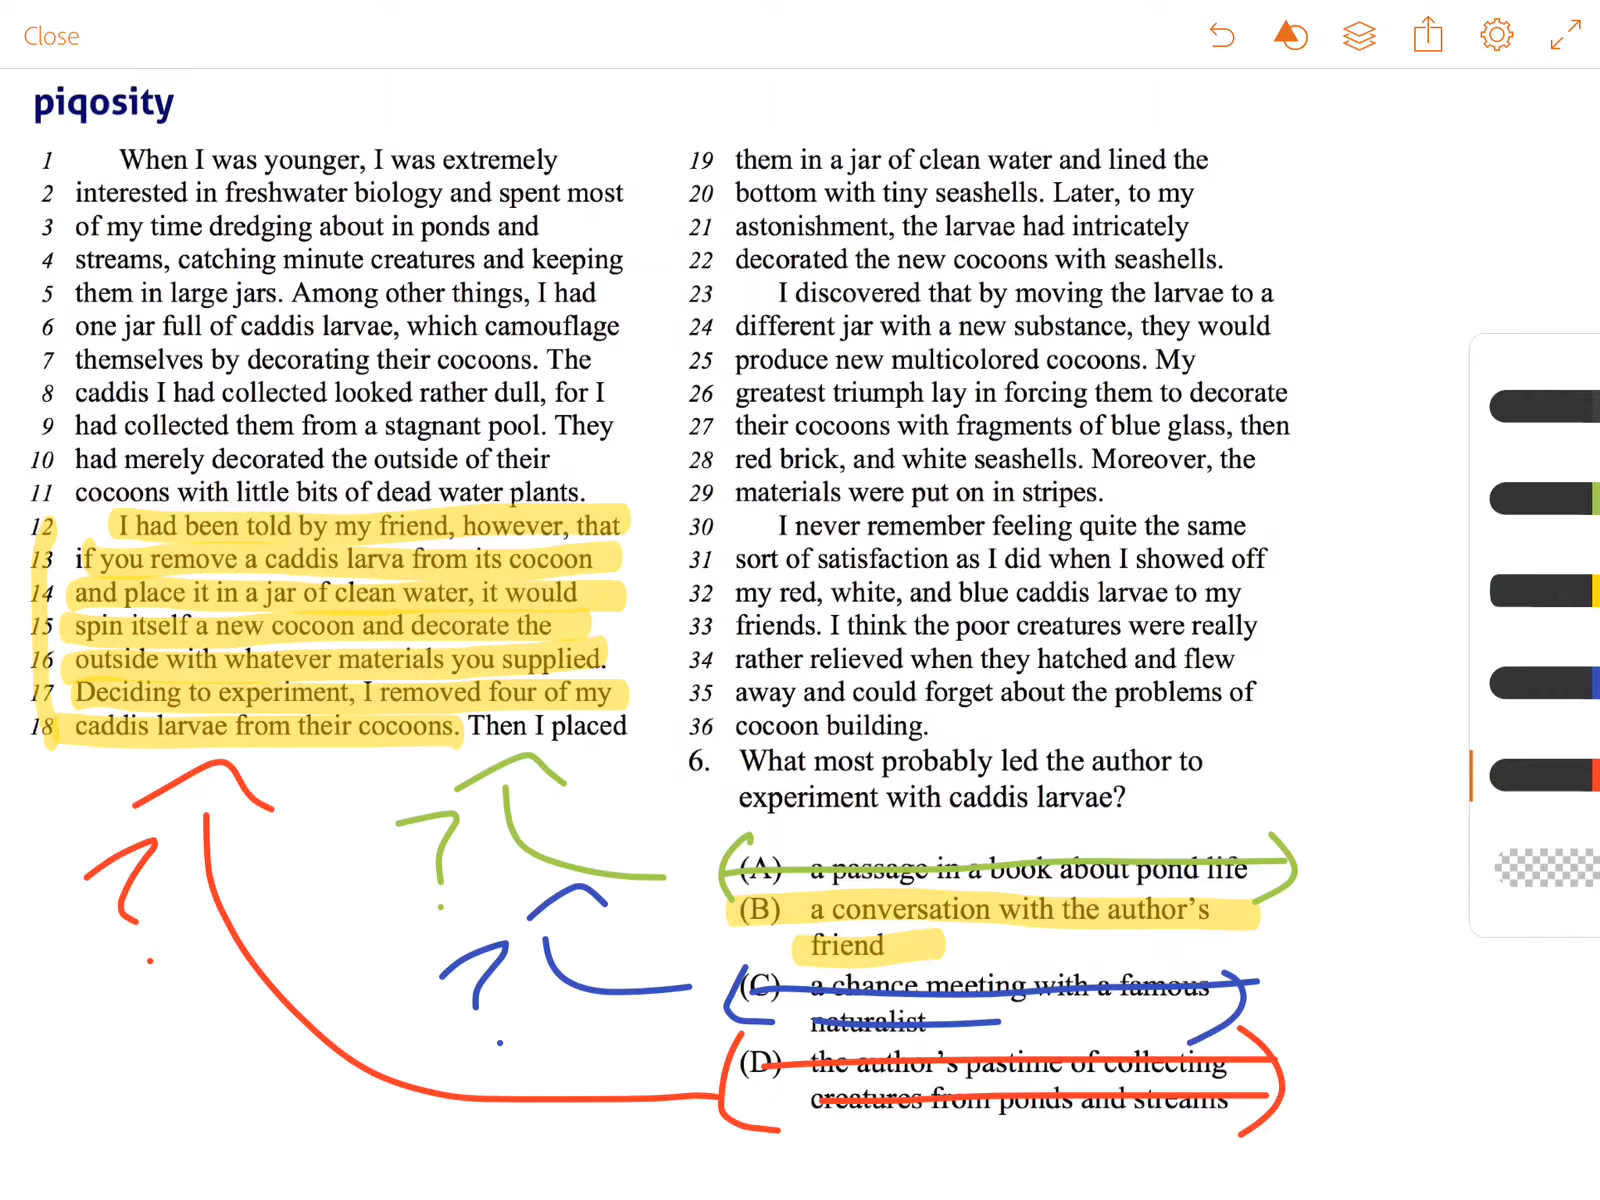 Close
piqosity
1 When I was younger, I was extremely
2 interested in freshwater biology and spent most
3 of my time dredging about in ponds and
4 streams, catching minute creatures and keeping
5 them in large jars. Among other things, I had
6 one jar full of caddis larvae, which camouflage
7 themselves by decorating their cocoons. The
8 caddis I had collected looked rather dull, for I
9 had collected them from a stagnant pool. They
10 had merely decorated the outside of their
11 cocoons with little bits of dead water plants.
12 I had been told by my friend, however, that
13 if you remove a caddis larva from its cocoon
14 and place it in a jar of clean water, it would
15 spin itself a new cocoon and decorate the
16 outside with whatever materials you supplied.
17 Deciding to experiment, I removed four of my
18 caddis larvae from their cocoons. Then I placed
19 them in a jar of clean water and lined the
20 bottom with tiny seashells. Later, to my
21 astonishment, the larvae had intricately
22 decorated the new cocoons with seashells.
23 I discovered that by moving the larvae to a
24 different jar with a new substance, they would
25 produce new multicolored cocoons. My
26 greatest triumph lay in forcing them to decorate
27 their cocoons with fragments of blue glass, then
28 red brick, and white seashells. Moreover, the
29 materials were put on in stripes.
30 I never remember feeling quite the same
31 sort of satisfaction as I did when I showed off
32 my red, white, and blue caddis larvae to my
33 friends. I think the poor creatures were really
34 rather relieved when they hatched and flew
35 away and could forget about the problems of
36 cocoon building.
6. What most probably led the author to
experiment with caddis larvae?
(A) a passage in a book about pond life
(B) a conversation with the author's
friend
(C) a chance meeting with a famous
naturalist
(D) the author's pastime of collecting
creatures from ponds and streams
?
?
?